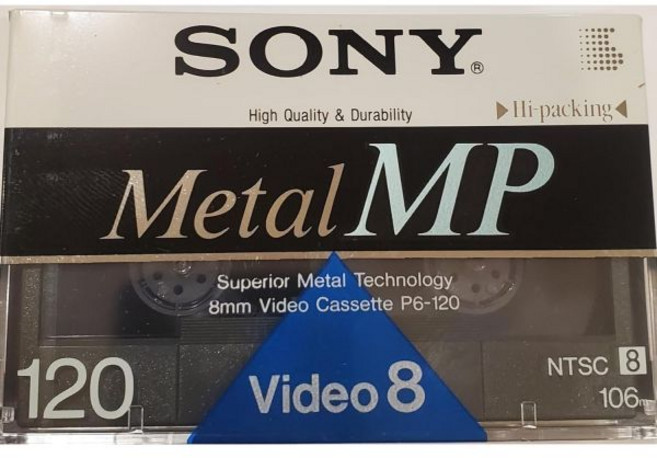 SONY®
High Quality & Durability
▶Hi-packing◀
Metal MP
Superior Metal Technology
8mm Video Cassette P6-120
120
Video 8
NTSC 8
106m